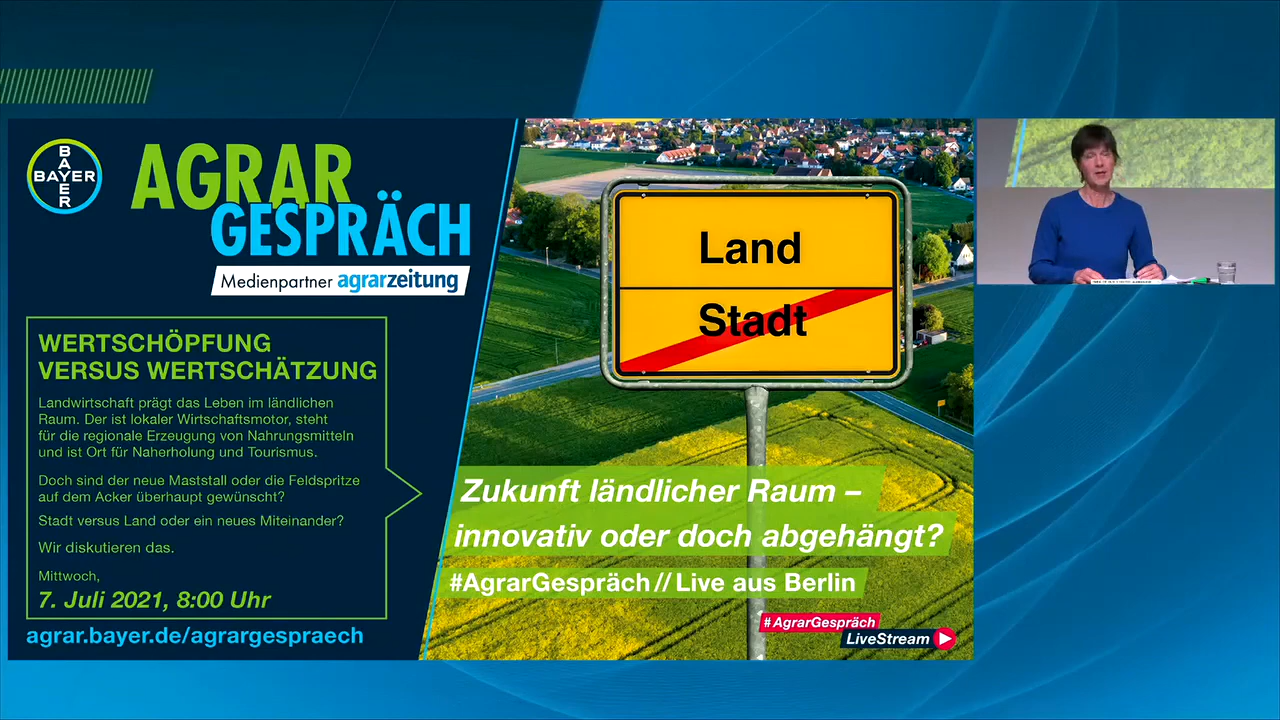 BAYER
BAYER
AGRAR
GESPRÄCH
Medienpartner agrarzeitung
WERTSCHÖPFUNG
VERSUS WERTSCHÄTZUNG
Landwirtschaft prägt das Leben im ländlichen
Raum. Der ist lokaler Wirtschaftsmotor, steht
für die regionale Erzeugung von Nahrungsmitteln
und ist Ort für Naherholung und Tourismus.
Doch sind der neue Maststall oder die Feldspritze
auf dem Acker überhaupt gewünscht?
Stadt versus Land oder ein neues Miteinander?
Wir diskutieren das.
Mittwoch,
7. Juli 2021, 8:00 Uhr
agrar.bayer.de/agrargespraech
Land
Stadt
Zukunft ländlicher Raum –
innovativ oder doch abgehängt?
#AgrarGespräch // Live aus Berlin
#AgrarGespräch
LiveStream